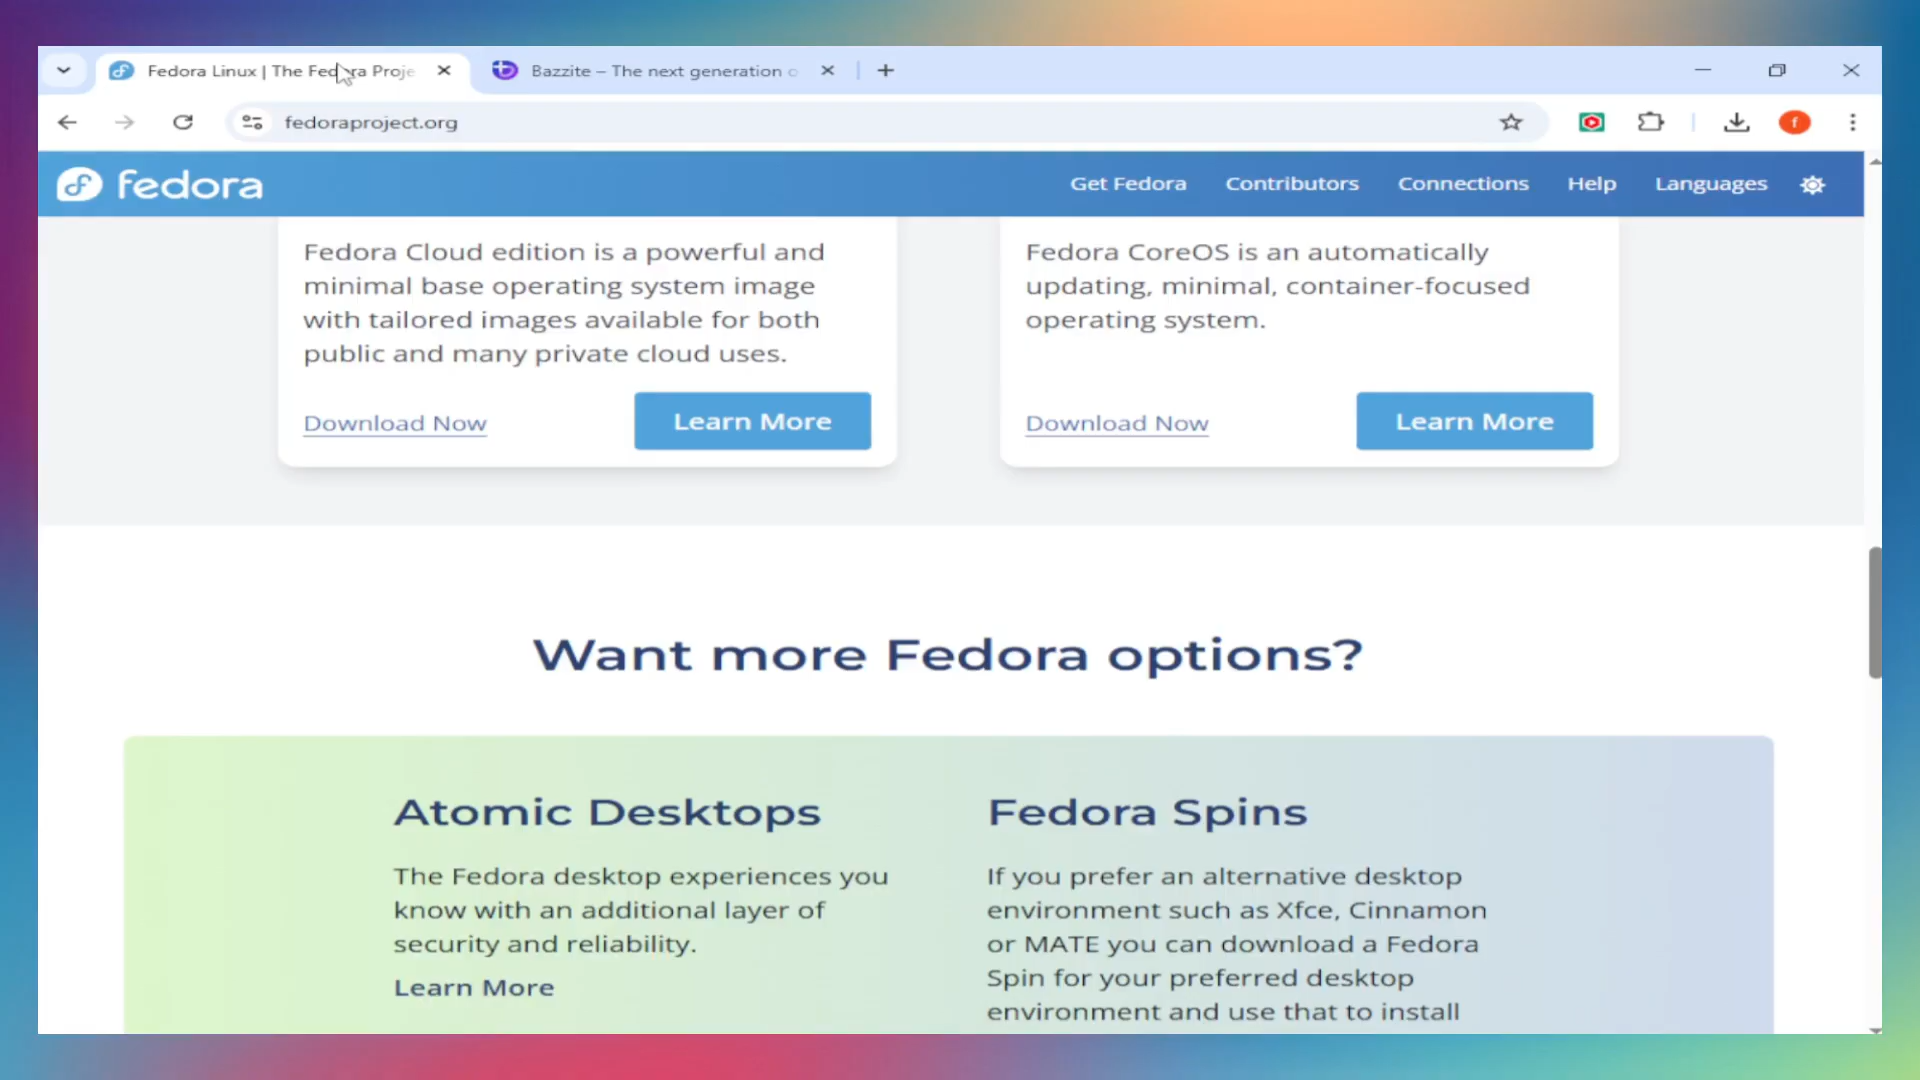 Fedora Linux | The Fedora Proje
Bazzite – The next generation o
fedoraproject.org
f
fedora
Get Fedora
Contributors
Connections
Help
Languages
Fedora Cloud edition is a powerful and
minimal base operating system image
with tailored images available for both
public and many private cloud uses.
Download Now
Learn More
Fedora CoreOS is an automatically
updating, minimal, container-focused
operating system.
Download Now
Learn More
Want more Fedora options?
Atomic Desktops
The Fedora desktop experiences you
know with an additional layer of
security and reliability.
Learn More
Fedora Spins
If you prefer an alternative desktop
environment such as Xfce, Cinnamon
or MATE you can download a Fedora
Spin for your preferred desktop
environment and use that to install